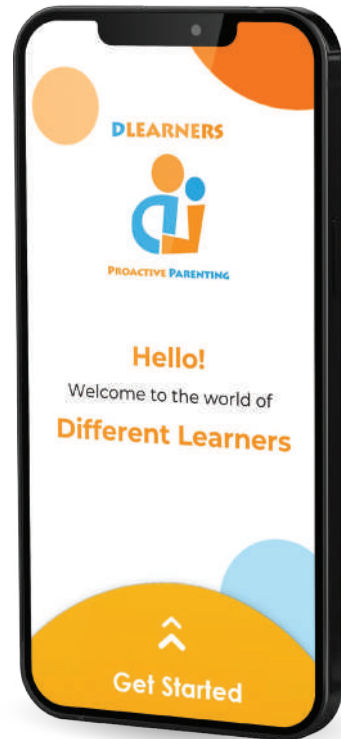 DLEARNERS
PROACTIVE PARENTING
Hello!
Welcome to the world of
Different Learners
Get Started